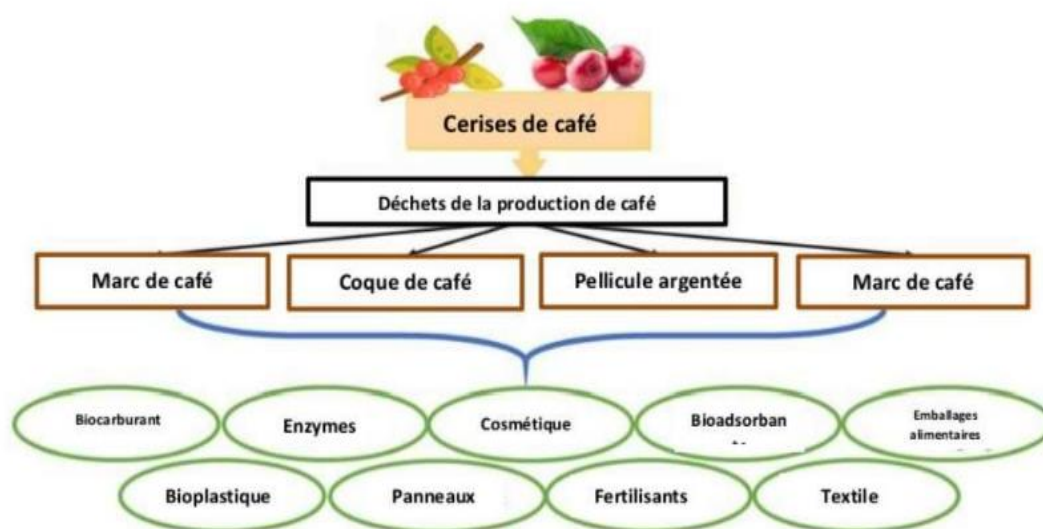 Cerises de café
Déchets de la production de café
Marc de café
Coque de café
Pellicule argentée
Marc de café
Biocarburant
Enzymes
Cosmétique
Bioadsorban
Emballages
alimentaires
Bioplastique
Panneaux
Fertilisants
Textile